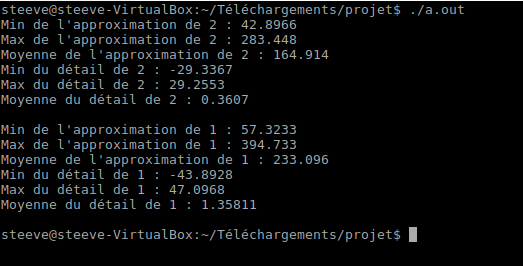 steeve@steeve-VirtualBox:~/Téléchargements/projet$ ./a.out
Min de l'approximation de 2 : 42.8966
Max de l'approximation de 2 : 283.448
Moyenne de l'approximation de 2 : 164.914
Min du détail de 2 : -29.3367
Max du détail de 2 : 29.2553
Moyenne du détail de 2 : 0.3607
Min de l'approximation de 1 : 57.3233
Max de l'approximation de 1 : 394.733
Moyenne de l'approximation de 1 : 233.096
Min du détail de 1 : -43.8928
Max du détail de 1 : 47.0968
Moyenne du détail de 1 : 1.35811
steeve@steeve-VirtualBox:~/Téléchargements/projet$